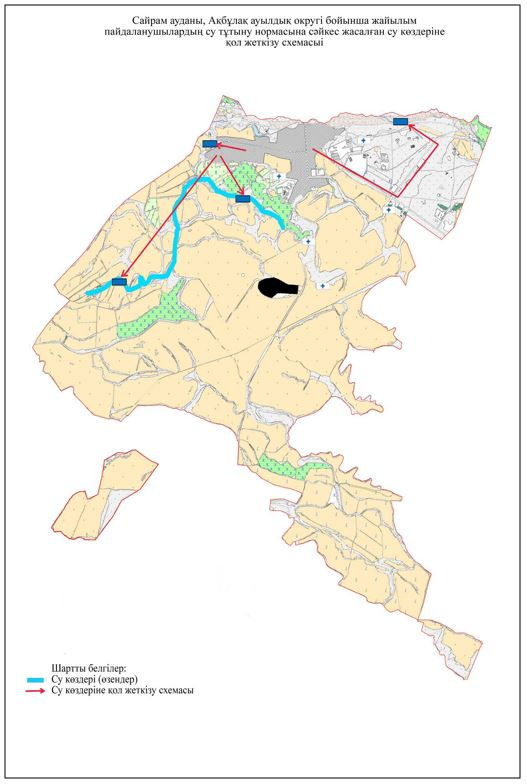 Сайрам ауданы, Ақбұлақ ауылдық округі бойынша жайылым
пайдаланушылардың су тұтыну нормасына сәйкес жасалған су көздеріне
қол жеткізу схемасыі
Шартты белгілер:
Су көздері (өзендер)
Су көздеріне қол жеткізу схемасы